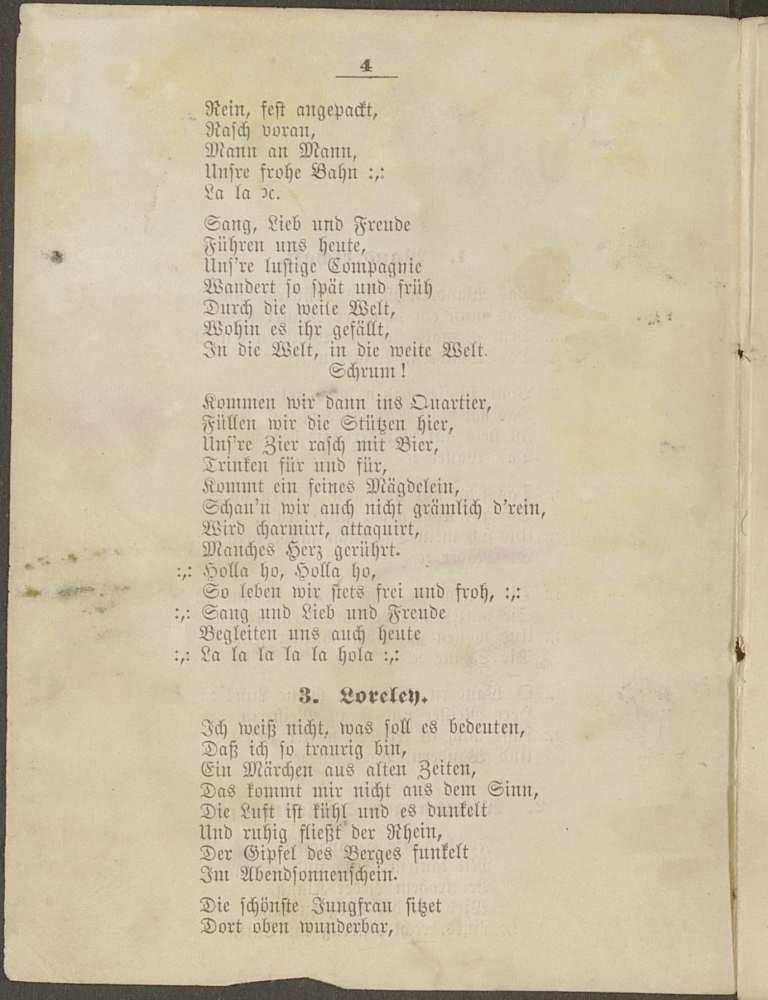 4
Nein, fest angepackt,
Rasch voran,
Mann an Mann,
Unsre frohe Bahn :,:
La la ꝛc.
Sang, Lieb und Freude
Führen uns heute,
Uns're lustige Compagnie
Wandert so spät und früh
Durch die weite Welt,
Wohin es ihr gefällt,
In die Welt, in die weite Welt.
Schrum!
Kommen wir dann ins Quartier,
Füllen wir die Stützen hier,
Uns're Zier rasch mit Bier,
Trinken für und für,
Kommt ein feines Mägdelein,
Schau'n wir auch nicht grämlich d'rein,
Wird charmirt, attaquirt,
Manches Herz gerührt.
:,: Holla ho, Holla ho,
So leben wir stets frei und froh, :,:
:,: Sang und Lieb und Freude
Begleiten uns auch heute
:,: La la la la la hola :,:
3. Loreley.
Ich weiß nicht, was soll es bedeuten,
Daß ich so traurig bin,
Ein Märchen aus alten Zeiten,
Das kommt mir nicht aus dem Sinn,
Die Luft ist kühl und es dunkelt
Und ruhig fließt der Rhein,
Der Gipfel des Berges funkelt
Im Abendsonnenschein.
Die schönste Jungfrau sitzet
Dort oben wunderbar,